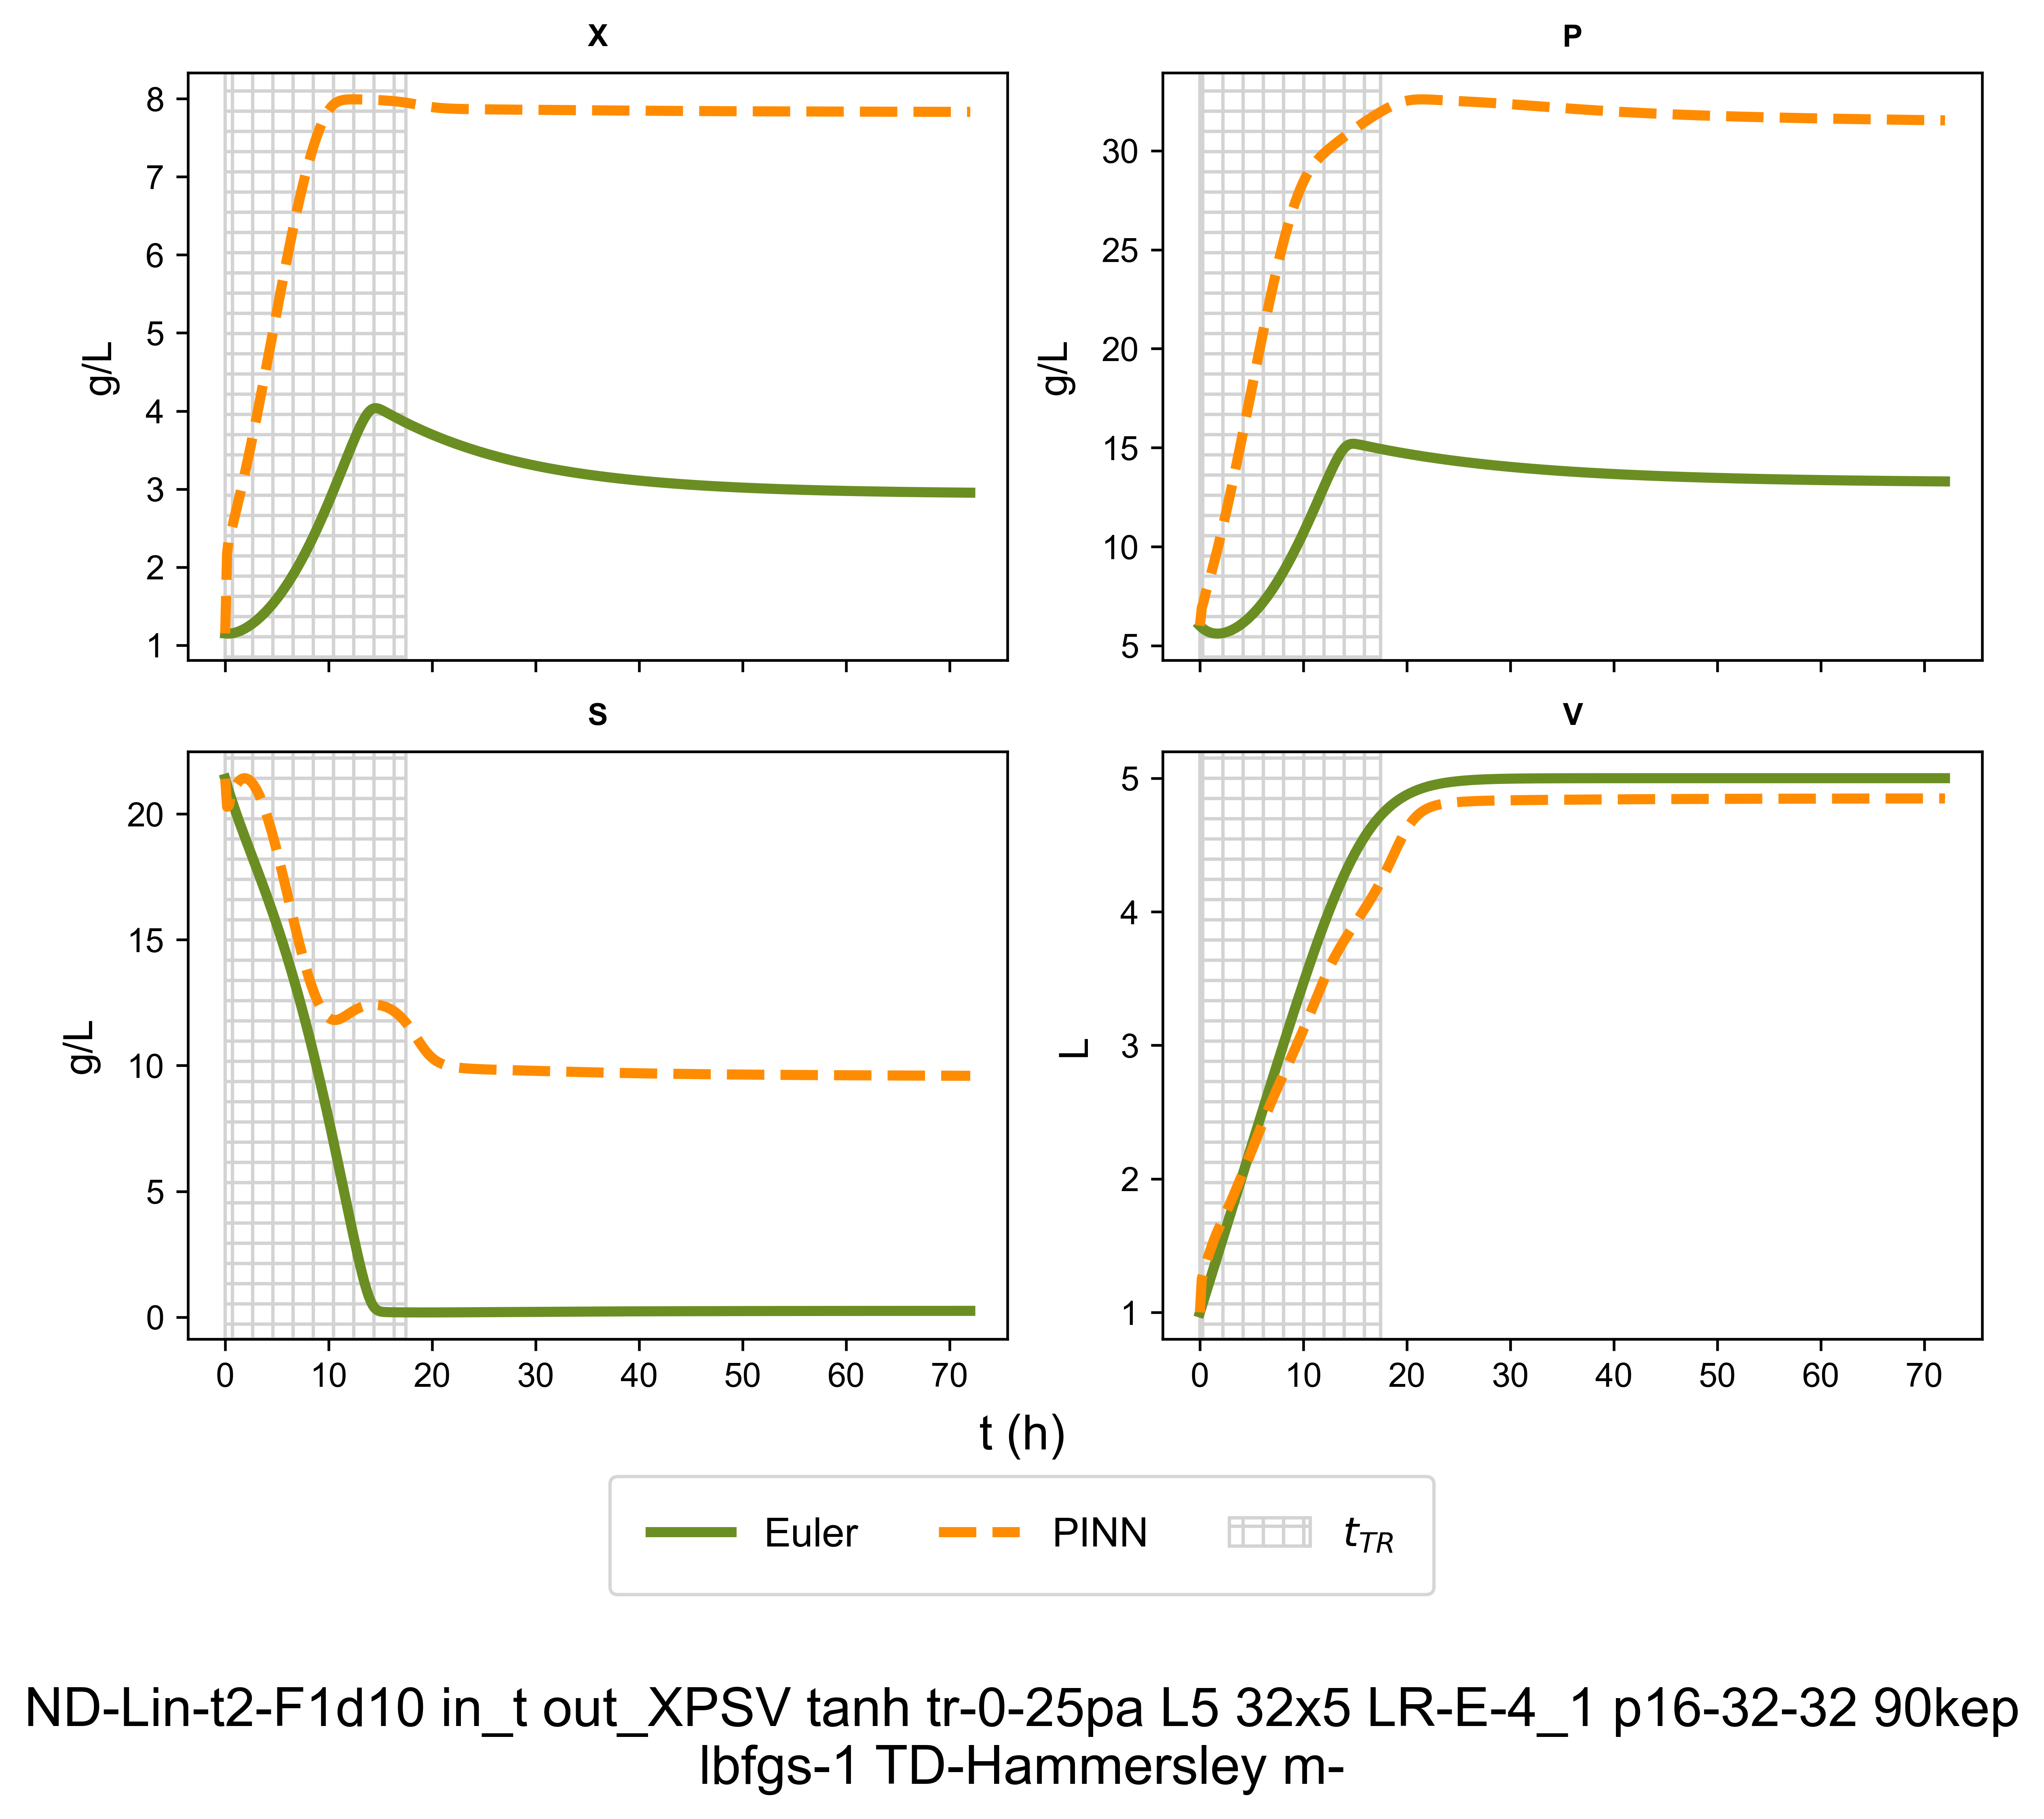 X
P
8
7
6
5
4
3
2
1
g/L
30
25
20
15
10
5
g/L
S
V
20
15
10
5
0
g/L
0 10 20 30 40 50 60 70
5
4
3
2
1
L
0 10 20 30 40 50 60 70
t (h)
Euler PINN t_TR
ND-Lin-t2-F1d10 in_t out_XPSV tanh tr-0-25pa L5 32x5 LR-E-4_1 p16-32-32 90kep
lbfgs-1 TD-Hammersley m-